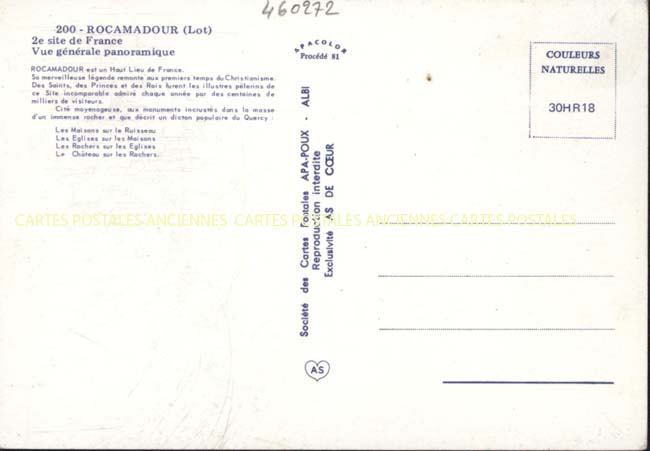 460272
200 - ROCAMADOUR (Lot)
2e site de France
Vue générale panoramique
ROCAMADOUR est un Haut Lieu de France.
Sa merveilleuse légende remonte aux premiers temps du Christianisme.
Des Saints, des Princes et des Rois furent les illustres pélerins de
ce Site incomparable admiré chaque année par des centaines de
milliers de visiteurs.
Cité moyenageuse, aux monuments incrustés dans la masse
d'un immense rocher et que décrit un dicton populaire du Quercy :
Les Maisons sur le Ruisseau
Les Eglises sur les Maisons
Les Rochers sur les Eglises
Le Château sur les Rochers.
APACOLOR
Procédé 81
Société des Cartes Postales APA-POUX - ALBI
Reproduction interdite
Exclusivité AS DE CŒUR
AS
COULEURS
NATURELLES
30HR18
CARTES POSTALES ANCIENNES CARTES POSTALES ANCIENNES CARTES POSTALES